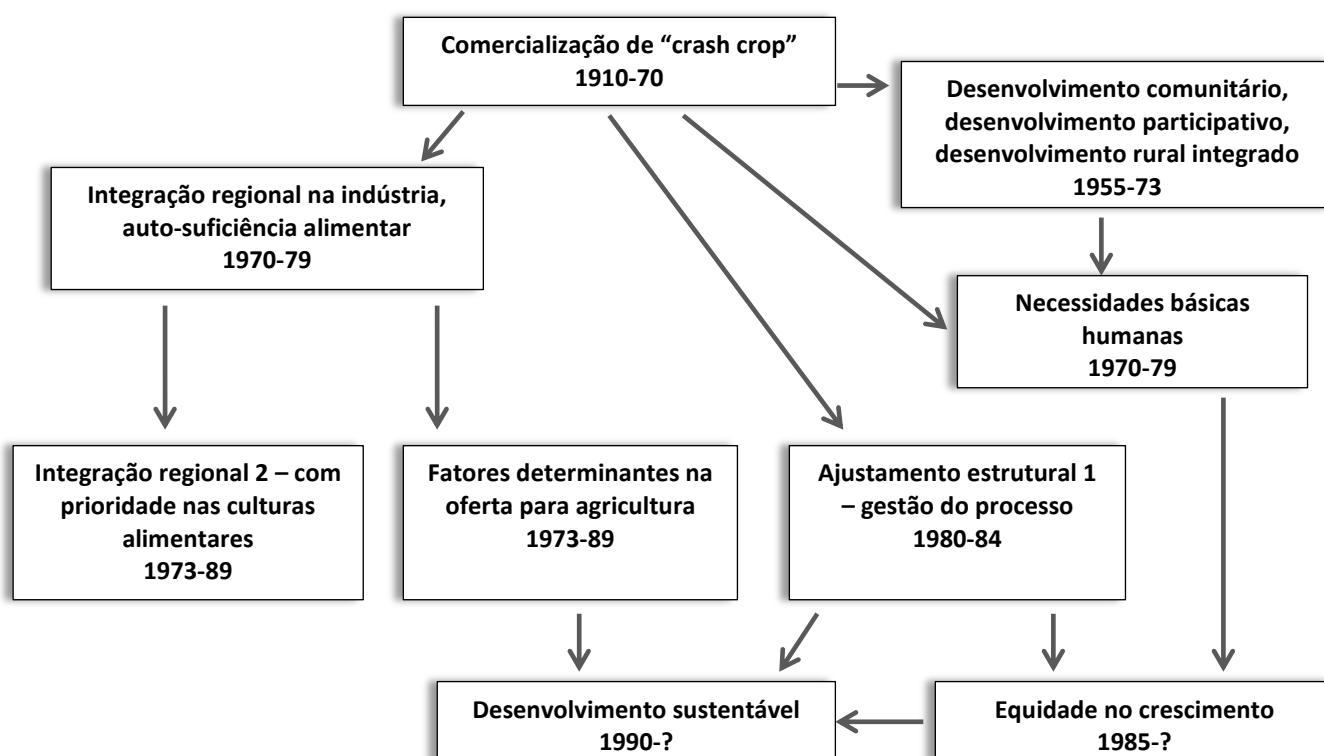 Comercialização de “crash crop”
1910-70
Desenvolvimento comunitário,
desenvolvimento participativo,
desenvolvimento rural integrado
1955-73
Integração regional na indústria,
auto-suficiência alimentar
1970-79
Necessidades básicas
humanas
1970-79
Integração regional 2 – com
prioridade nas culturas
alimentares
1973-89
Fatores determinantes na
oferta para agricultura
1973-89
Ajustamento estrutural 1
– gestão do processo
1980-84
Desenvolvimento sustentável
1990-?
Equidade no crescimento
1985-?